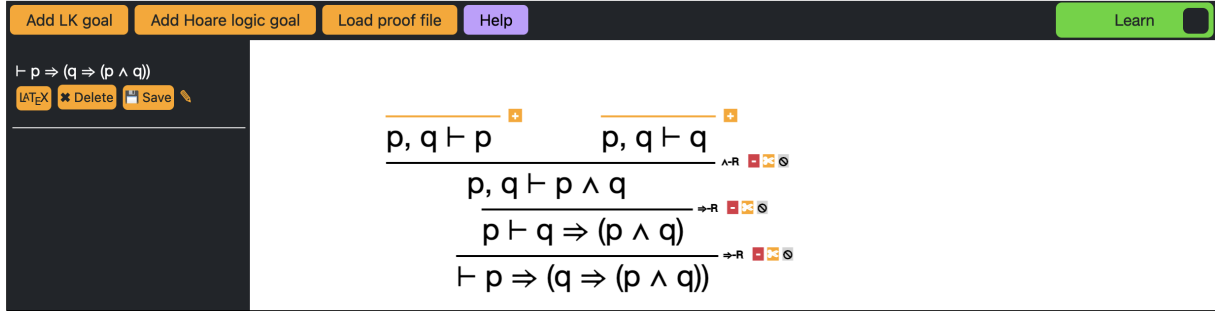 Add LK goal Add Hoare logic goal Load proof file Help Learn
⊢ p ⇒ (q ⇒ (p ∧ q))
LATEX ✖ Delete 💾 Save ✎
+ +
p, q ⊢ p p, q ⊢ q
∧-R -
p, q ⊢ p ∧ q
⇒-R -
p ⊢ q ⇒ (p ∧ q)
⇒-R -
⊢ p ⇒ (q ⇒ (p ∧ q))